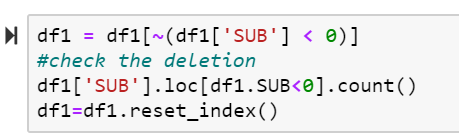 df1 = df1[~(df1['SUB'] < 0)]
#check the deletion
df1['SUB'].loc[df1.SUB<0].count()
df1=df1.reset_index()